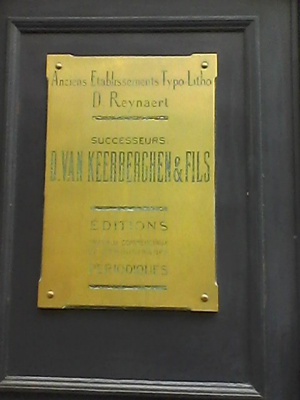 Anciens Etablissements Typo-Litho
D. Reynaert
SUCCESSEURS
D. VAN KEERBERGHEN & FILS
EDITIONS
PERIODIQUES